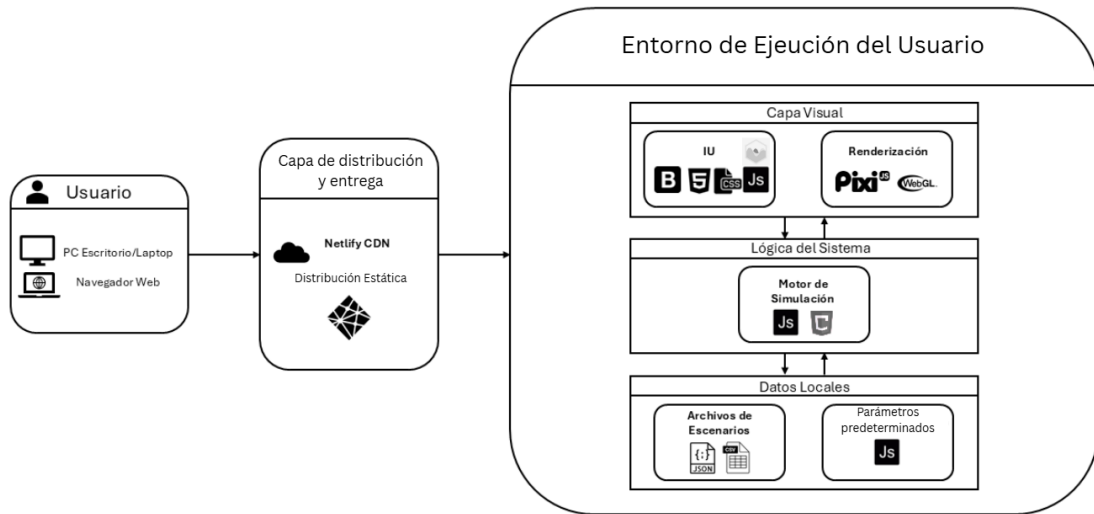 Usuario
PC Escritorio/Laptop
Navegador Web
Capa de distribución
y entrega
Netlify CDN
Distribución Estática
Entorno de Ejeución del Usuario
Capa Visual
IU
B
5
CSS
Js
Renderización
Pixi JS
WebGL
Lógica del Sistema
Motor de
Simulación
Js
C
Datos Locales
Archivos de
Escenarios
{;}
JSON
CSV
Parámetros
predeterminados
Js